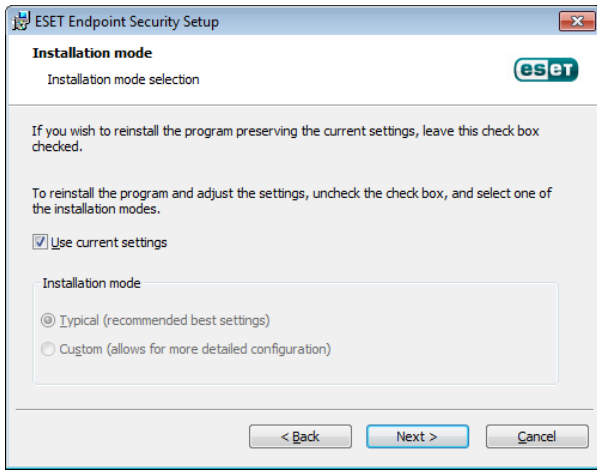 ESET Endpoint Security Setup
Installation mode
Installation mode selection
eset
If you wish to reinstall the program preserving the current settings, leave this check box
checked.
To reinstall the program and adjust the settings, uncheck the check box, and select one of
the installation modes.
Use current settings
Installation mode
Typical (recommended best settings)
Custom (allows for more detailed configuration)
< Back
Next >
Cancel